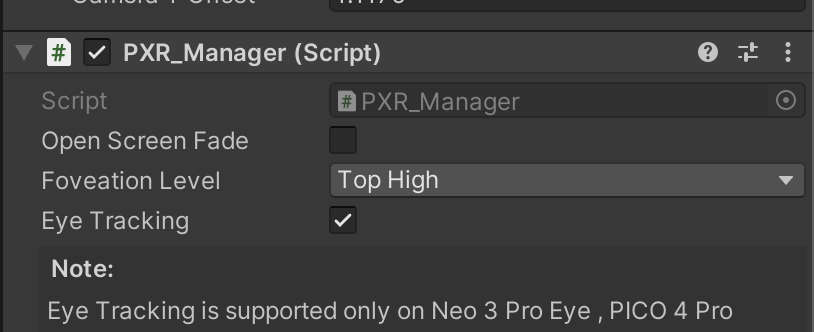 PXR_Manager (Script)
Script PXR_Manager
Open Screen Fade
Foveation Level Top High
Eye Tracking
Note:
Eye Tracking is supported only on Neo 3 Pro Eye , PICO 4 Pro